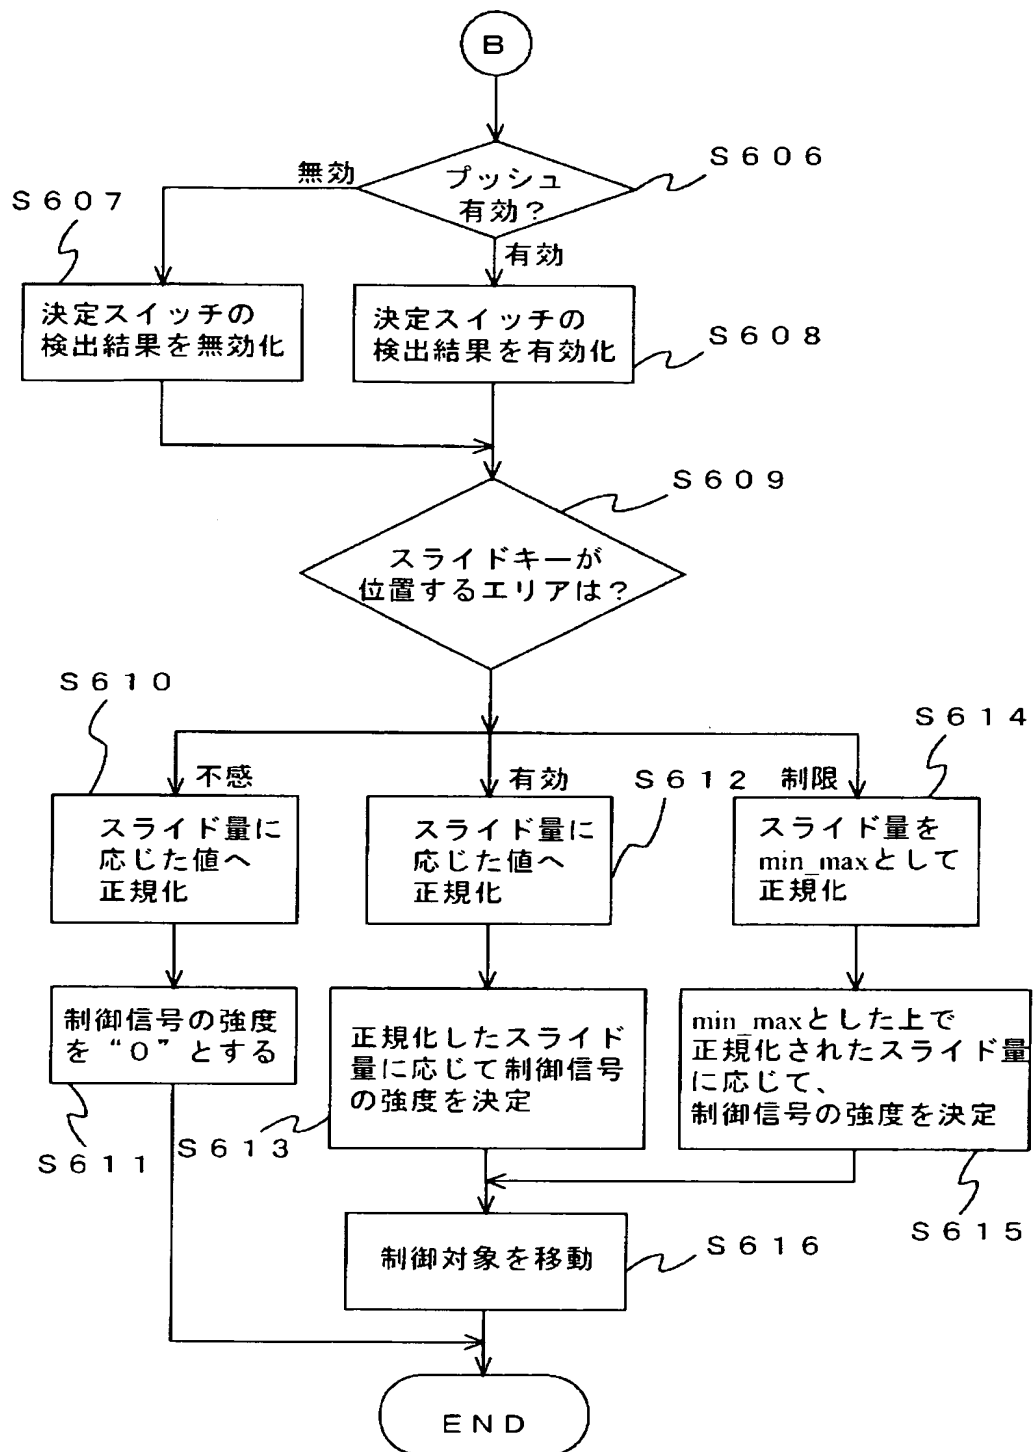 B
S606
プッシュ
有効?
無効
有効
S607
決定スイッチの
検出結果を無効化
決定スイッチの
検出結果を有効化
S608
S609
スライドキーが
位置するエリアは?
S610
不感
有効
S612
制限
S614
スライド量に
応じた値へ
正規化
スライド量に
応じた値へ
正規化
スライド量を
min_maxとして
正規化
制御信号の強度
を“0”とする
正規化したスライド
量に応じて制御信号
の強度を決定
min_maxとした上で
正規化されたスライド量
に応じて、
制御信号の強度を決定
S611
S613
S615
制御対象を移動
S616
END